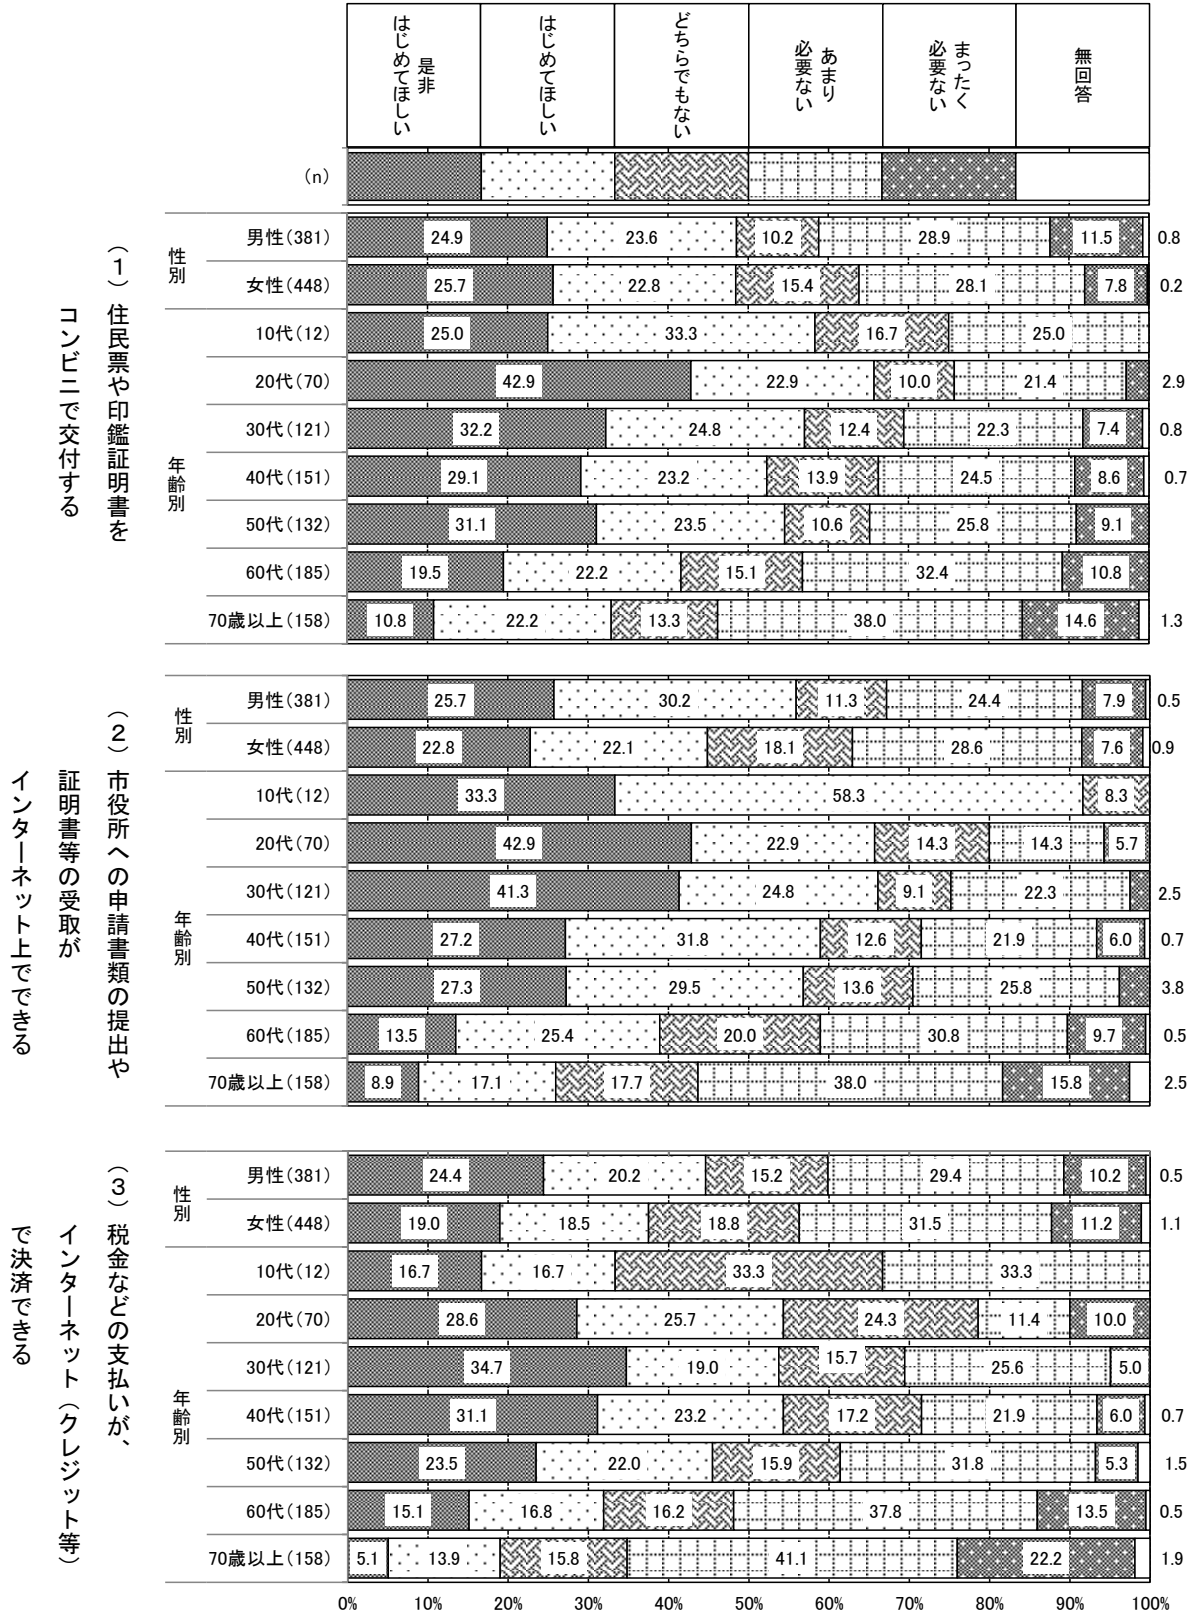 是非
はじめてほしい
はじめてほしい
どちらでもない
あまり
必要ない
まったく
必要ない
無回答
(n)
(1) 住民票や印鑑証明書を
コンビニで交付する
性別
男性(381) 24.9 23.6 10.2 28.9 11.5 0.8
女性(448) 25.7 22.8 15.4 28.1 7.8 0.2
年齢別
10代(12) 25.0 33.3 16.7 25.0
20代(70) 42.9 22.9 10.0 21.4 2.9
30代(121) 32.2 24.8 12.4 22.3 7.4 0.8
40代(151) 29.1 23.2 13.9 24.5 8.6 0.7
50代(132) 31.1 23.5 10.6 25.8 9.1
60代(185) 19.5 22.2 15.1 32.4 10.8
70歳以上(158) 10.8 22.2 13.3 38.0 14.6 1.3
(2) 市役所への申請書類の提出や
証明書等の受取が
インターネット上でできる
性別
男性(381) 25.7 30.2 11.3 24.4 7.9 0.5
女性(448) 22.8 22.1 18.1 28.6 7.6 0.9
年齢別
10代(12) 33.3 58.3 8.3
20代(70) 42.9 22.9 14.3 14.3 5.7
30代(121) 41.3 24.8 9.1 22.3 2.5
40代(151) 27.2 31.8 12.6 21.9 6.0 0.7
50代(132) 27.3 29.5 13.6 25.8 3.8
60代(185) 13.5 25.4 20.0 30.8 9.7 0.5
70歳以上(158) 8.9 17.1 17.7 38.0 15.8 2.5
(3) 税金などの支払いが、
インターネット(クレジット等)
で決済できる
性別
男性(381) 24.4 20.2 15.2 29.4 10.2 0.5
女性(448) 19.0 18.5 18.8 31.5 11.2 1.1
年齢別
10代(12) 16.7 16.7 33.3 33.3
20代(70) 28.6 25.7 24.3 11.4 10.0
30代(121) 34.7 19.0 15.7 25.6 5.0
40代(151) 31.1 23.2 17.2 21.9 6.0 0.7
50代(132) 23.5 22.0 15.9 31.8 5.3 1.5
60代(185) 15.1 16.8 16.2 37.8 13.5 0.5
70歳以上(158) 5.1 13.9 15.8 41.1 22.2 1.9
0% 10% 20% 30% 40% 50% 60% 70% 80% 90% 100%